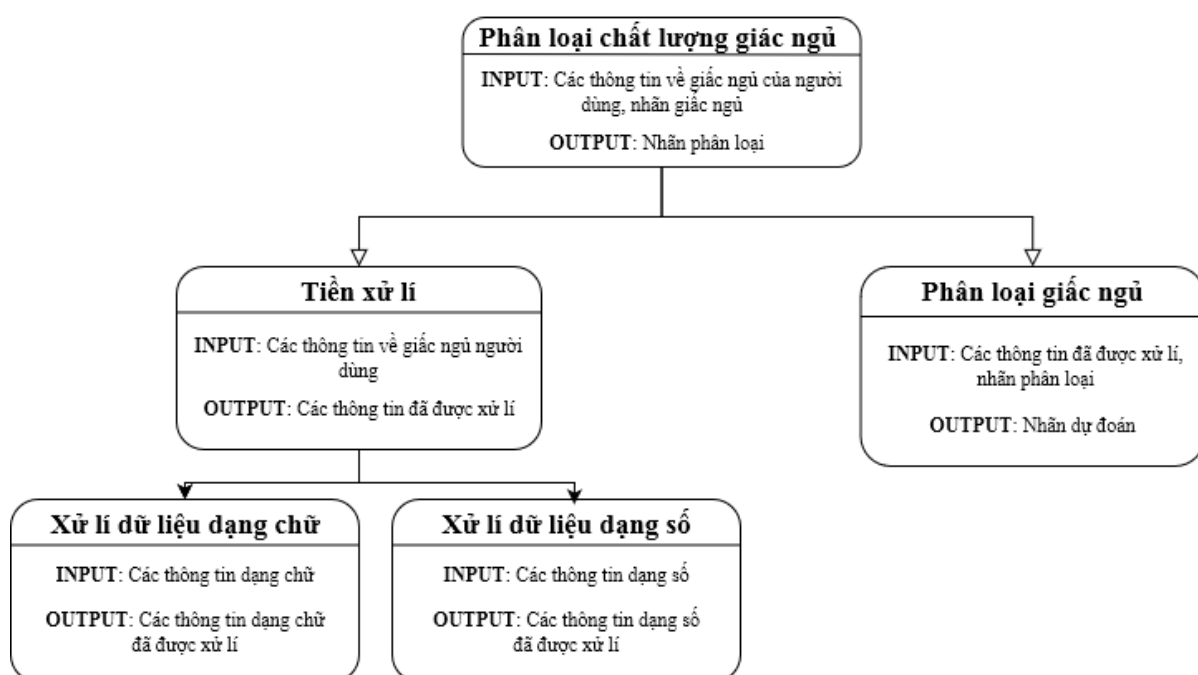 Phân loại chất lượng giác ngủ
INPUT: Các thông tin về giấc ngủ của người
dùng, nhãn giấc ngủ
OUTPUT: Nhãn phân loại
Tiền xử lí
INPUT: Các thông tin về giấc ngủ người
dùng
OUTPUT: Các thông tin đã được xử lí
Phân loại giấc ngủ
INPUT: Các thông tin đã được xử lí,
nhãn phân loại
OUTPUT: Nhãn dự đoán
Xử lí dữ liệu dạng chữ
INPUT: Các thông tin dạng chữ
OUTPUT: Các thông tin dạng chữ
đã được xử lí
Xử lí dữ liệu dạng số
INPUT: Các thông tin dạng số
OUTPUT: Các thông tin dạng số
đã được xử lí